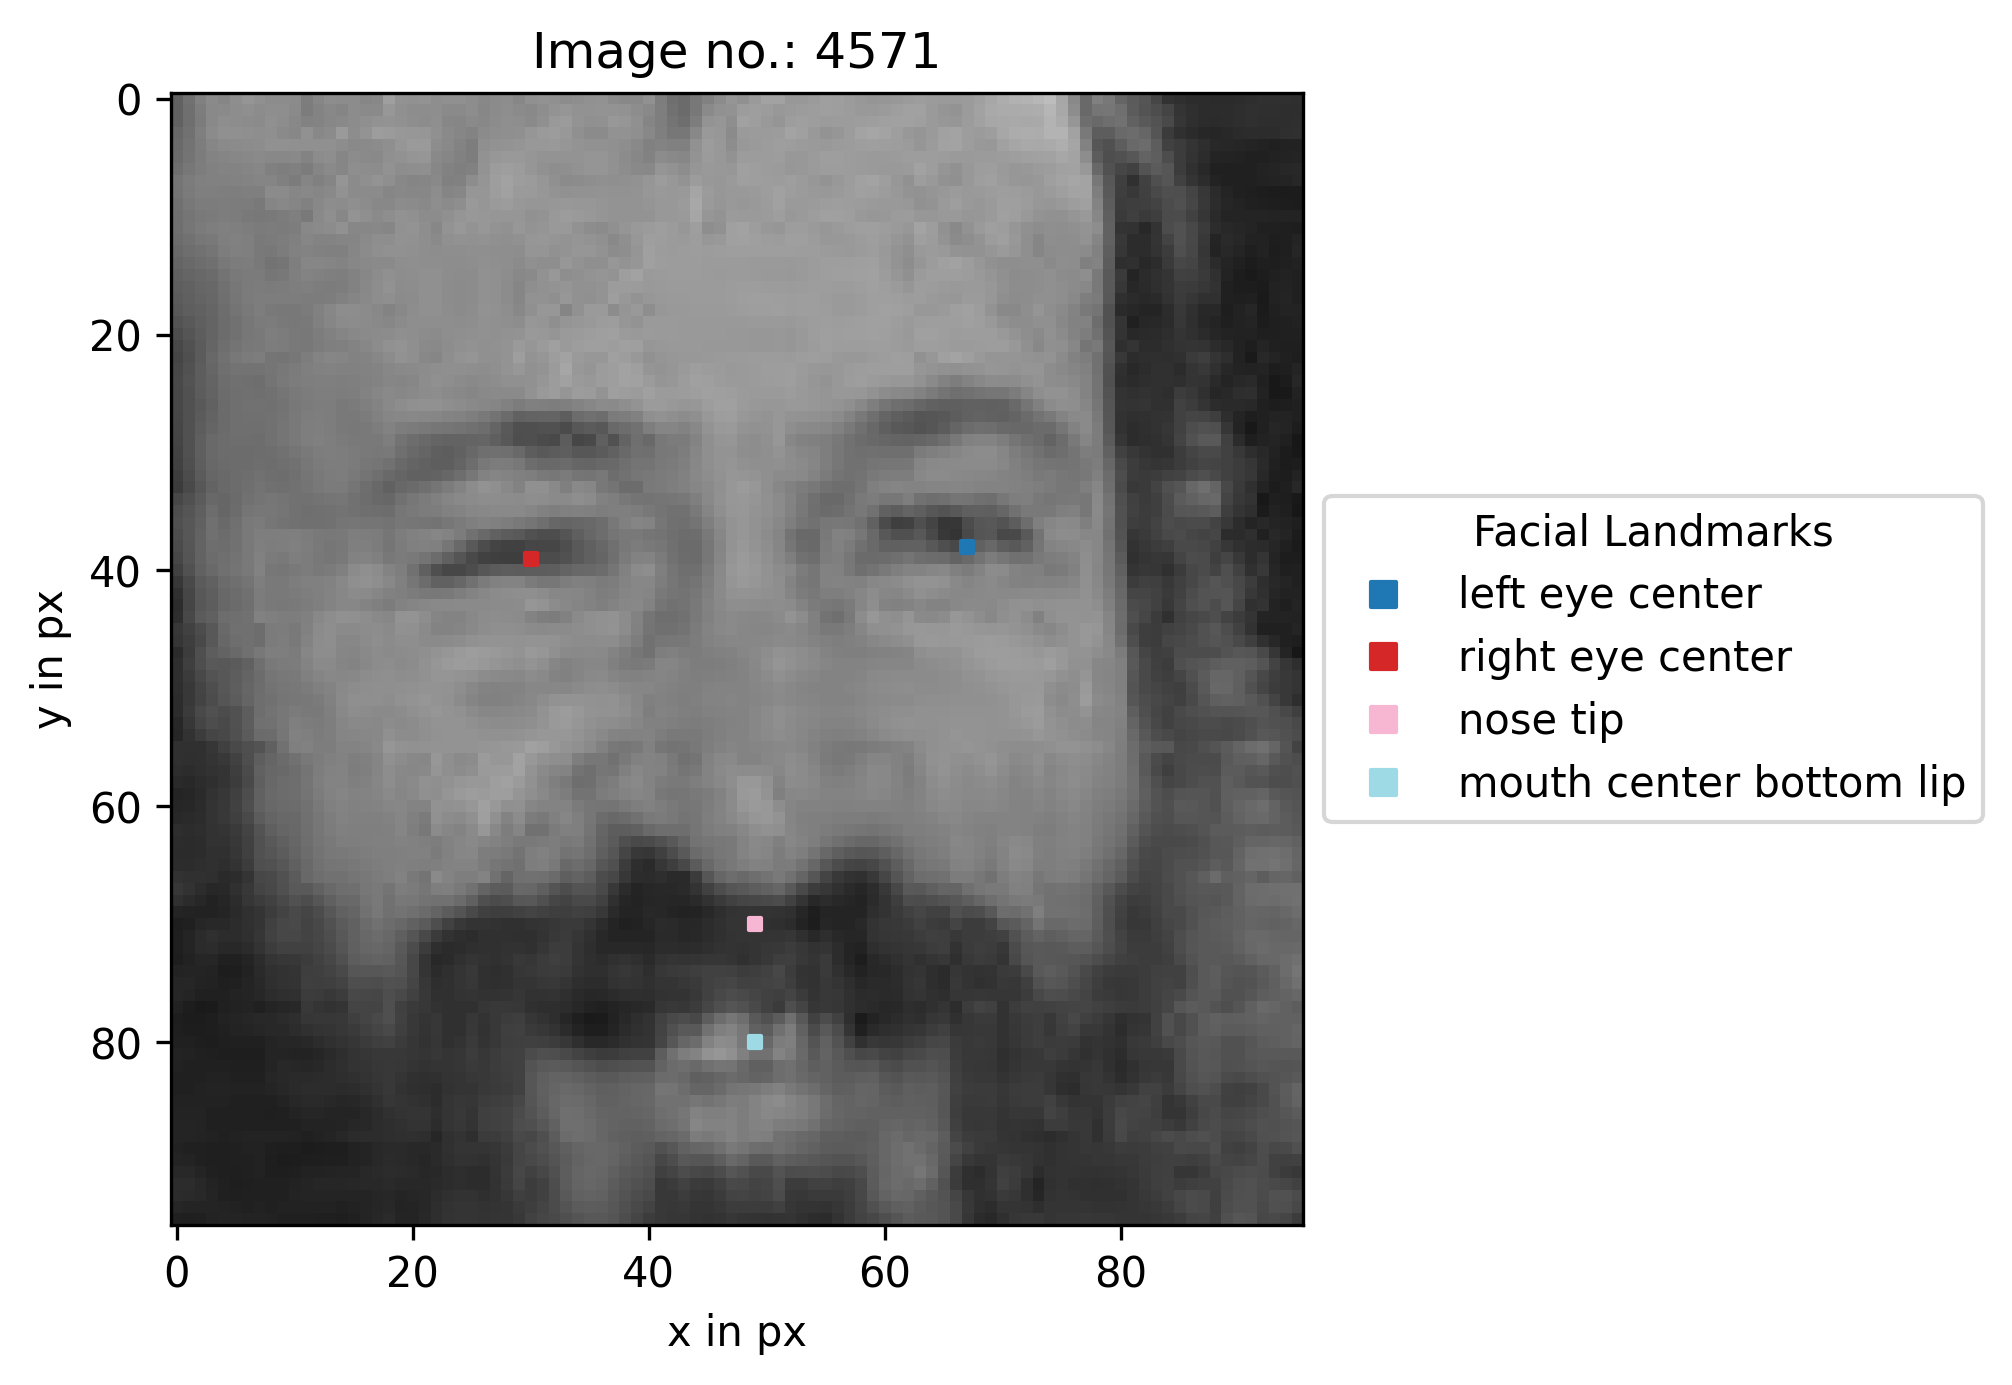 Image no.: 4571
0
20
40
60
80
y in px
0 20 40 60 80
x in px
Facial Landmarks
left eye center
right eye center
nose tip
mouth center bottom lip